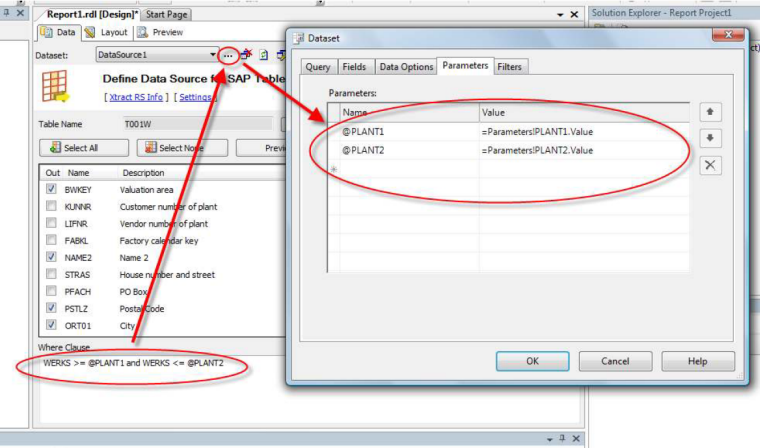 Report1.rdl [Design]* Start Page
Solution Explorer - Report Project1
Data Layout Preview
Dataset: DataSource1 ...
Define Data Source for SAP Table
[ Xtract RS Info ] [ Settings
Table Name T001W
Select All Select None Previ
Out Name Description
BWKEY Valuation area
KUNNR Customer number of plant
LIFNR Vendor number of plant
FABKL Factory calendar key
NAME2 Name 2
STRAS House number and street
PFACH PO Box
PSTLZ Postal Code
ORT01 City
Where Clause
WERKS >= @PLANT1 and WERKS <= @PLANT2
Dataset
Query Fields Data Options Parameters Filters
Parameters:
Name Value
@PLANT1 =Parameters!PLANT1.Value
@PLANT2 =Parameters!PLANT2.Value
OK Cancel Help